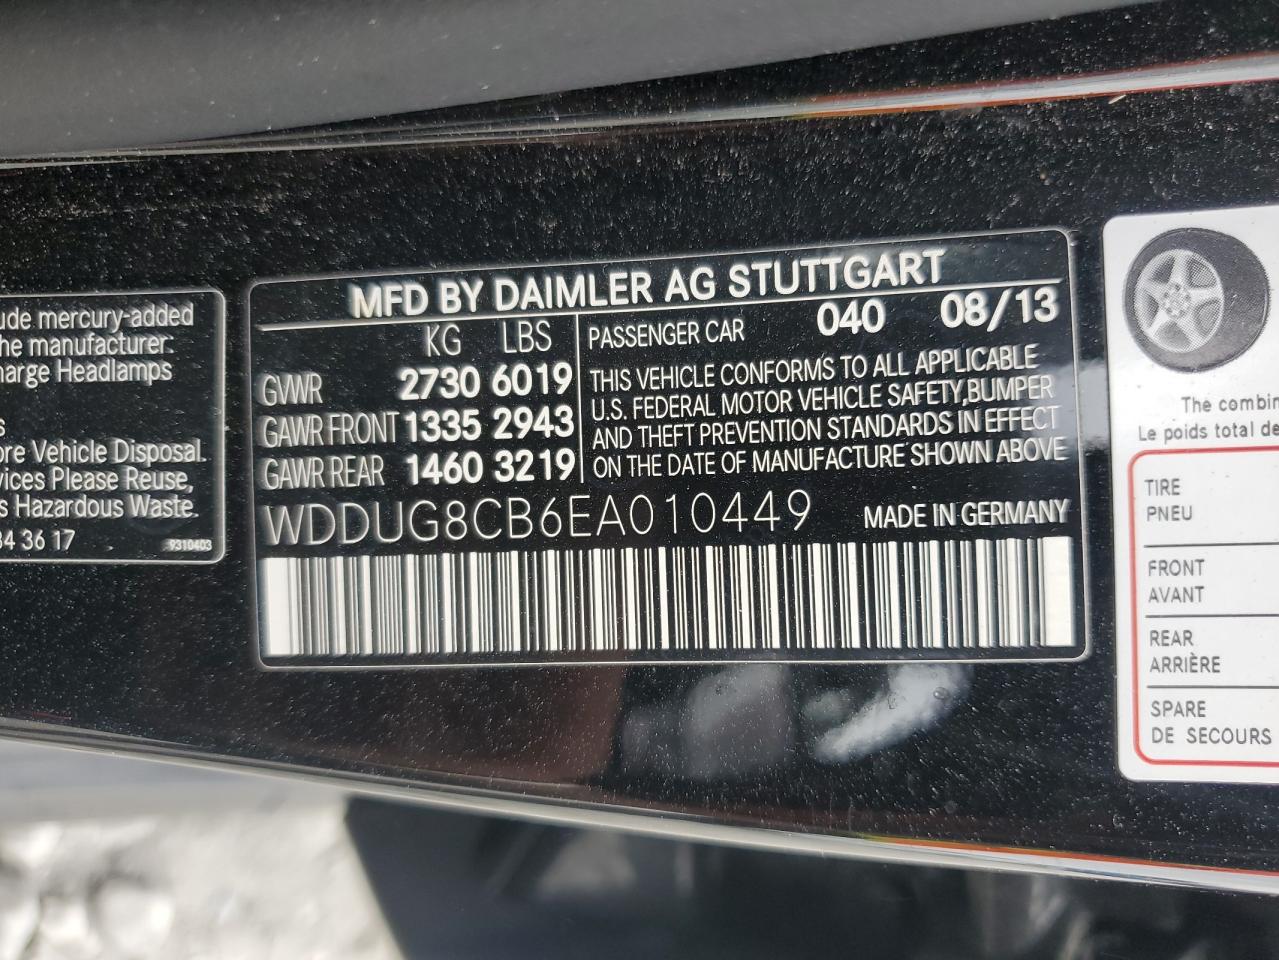 ude mercury-added
he manufacturer.
charge Headlamps
s
ore Vehicle Disposal.
vices Please Reuse,
s Hazardous Waste.
84 36 17
9310403
MFD BY DAIMLER AG STUTTGART
KG LBS
GVWR 2730 6019
GAWR FRONT 1335 2943
GAWR REAR 1460 3219
PASSENGER CAR 040 08/13
THIS VEHICLE CONFORMS TO ALL APPLICABLE
U.S. FEDERAL MOTOR VEHICLE SAFETY,BUMPER
AND THEFT PREVENTION STANDARDS IN EFFECT
ON THE DATE OF MANUFACTURE SHOWN ABOVE
WDDUG8CB6EA010449 MADE IN GERMANY
The combin
Le poids total de
TIRE
PNEU
FRONT
AVANT
REAR
ARRIÈRE
SPARE
DE SECOURS